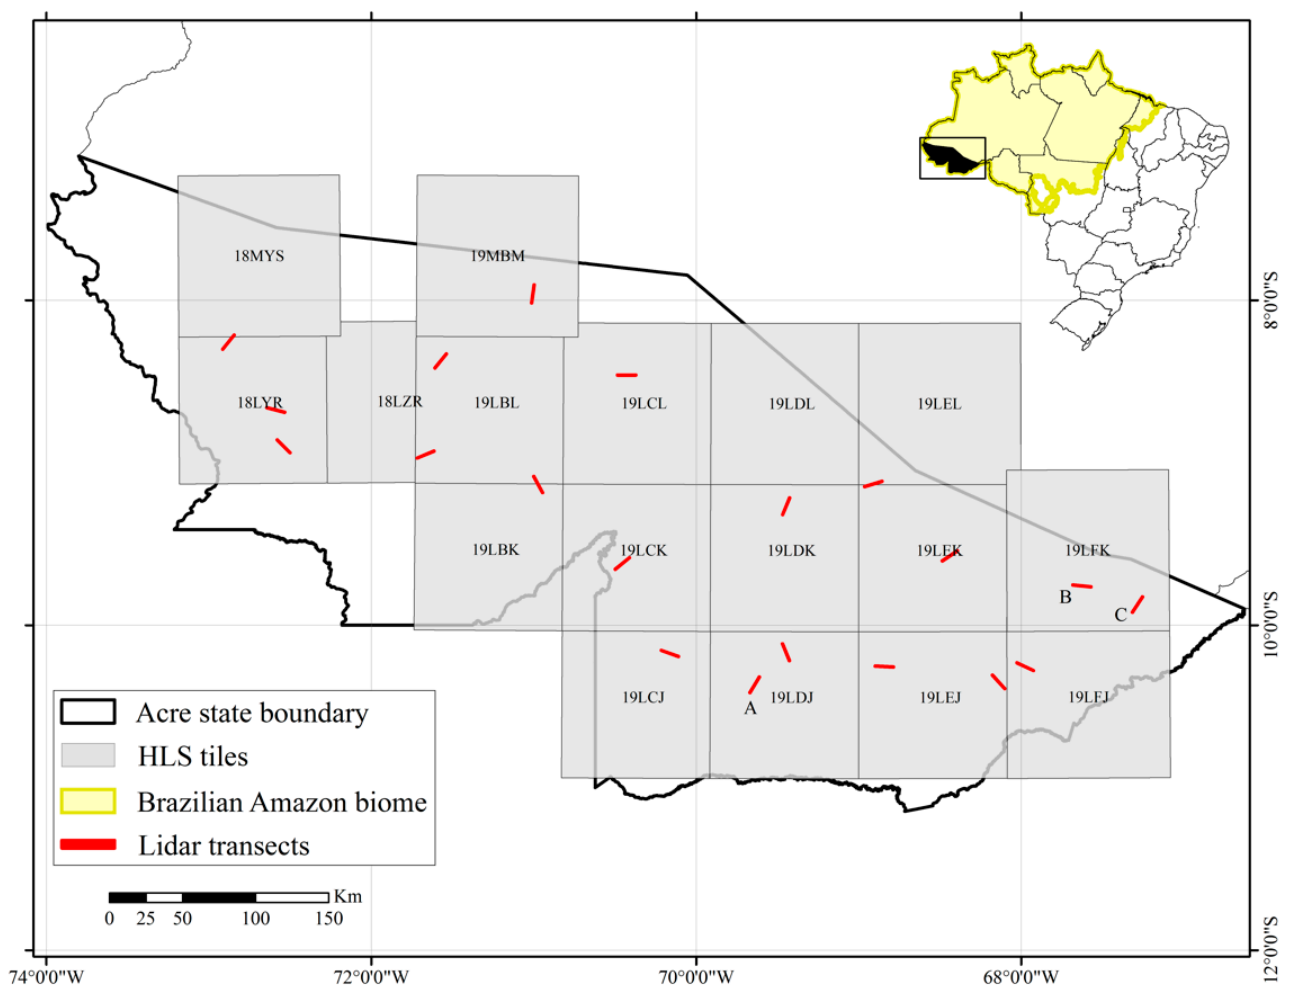 18MYS
19MBM
8°0'0"S
18LYR
18LZR
19LBL
19LCL
19LDL
19LEL
19LBK
19LCK
19LDK
19LEK
19LFK
B
C
10°0'0"S
19LCJ
A
19LDJ
19LEJ
19LFJ
Acre state boundary
HLS tiles
Brazilian Amazon biome
Lidar transects
Km
0 25 50 100 150
12°0'0"S
74°0'0"W
72°0'0"W
70°0'0"W
68°0'0"W